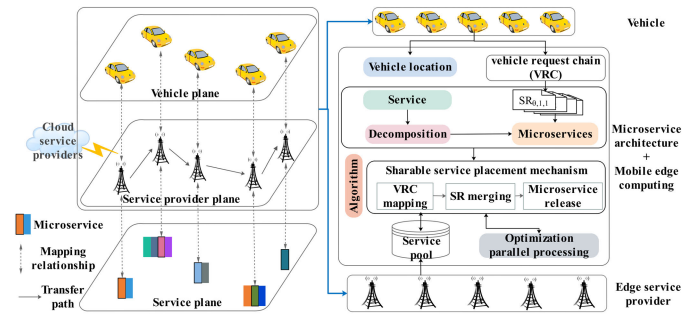 Vehicle plane
Cloud
service
providers
Service provider plane
Microservice
Mapping
relationship
Transfer
path
Service plane
Vehicle
Vehicle location
vehicle request chain
(VRC)
SR0,1,1
Service
Decomposition
Microservices
Microservice
architecture
+
Mobile edge
computing
Algorithm
Sharable service placement mechanism
VRC
mapping
SR merging
Microservice
release
Service
pool
Optimization
parallel processing
Edge service
provider